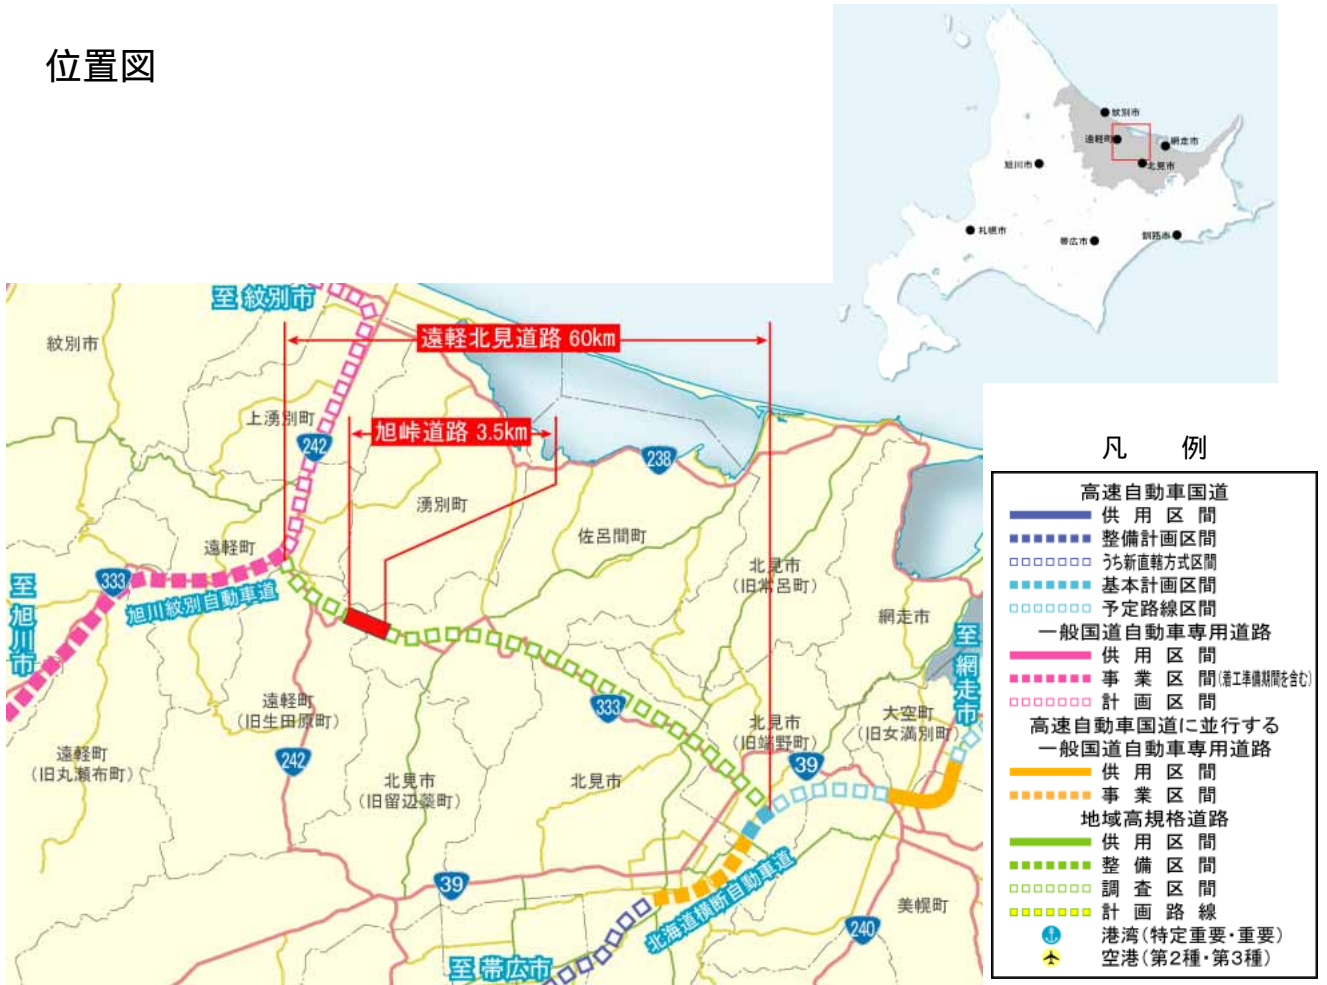 位置図
紋別市
遠軽町
網走市
旭川市
北見市
札幌市
帯広市
釧路市
至 紋別市
紋別市
遠軽北見道路 60km
上湧別町
旭峠道路 3.5km
242
238
湧別町
佐呂間町
遠軽町
北見市
(旧常呂町)
333
旭川紋別自動車道
至旭川市
網走市
至網走市
遠軽町
(旧生田原町)
333
北見市
(旧端野町)
大空町
(旧女満別町)
遠軽町
(旧丸瀬布町)
242
北見市
(旧留辺蘂町)
北見市
39
39
北海道横断自動車道
美幌町
240
至 帯広市
凡 例
高速自動車国道
供用区間
整備計画区間
うち新直轄方式区間
基本計画区間
予定路線区間
一般国道自動車専用道路
供用区間
事業区間(着工準備期間を含む)
計画区間
高速自動車国道に並行する
一般国道自動車専用道路
供用区間
事業区間
地域高規格道路
供用区間
整備区間
調査区間
計画路線
港湾(特定重要・重要)
空港(第2種・第3種)